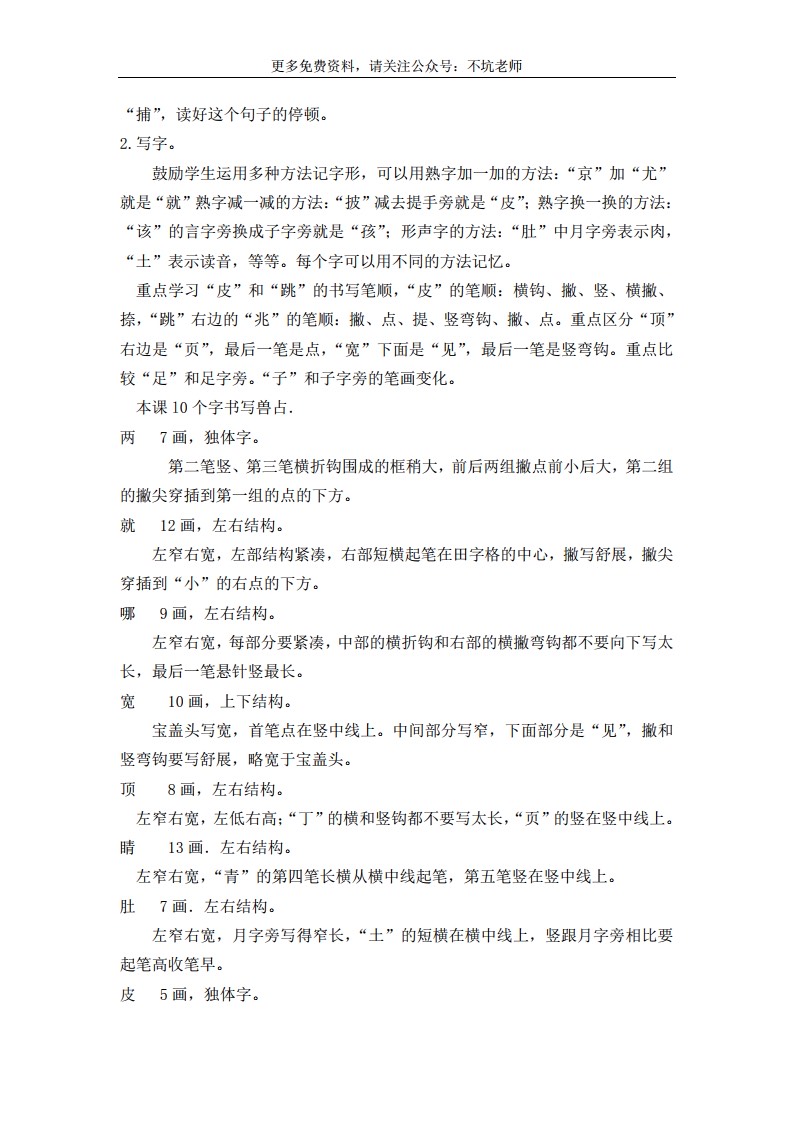 更多免费资料，请关注公众号：不坑老师
“捕”，读好这个句子的停顿。
2.写字。
鼓励学生运用多种方法记字形，可以用熟字加一加的方法：“京”加“尤”
就是“就”熟字减一减的方法：“披”减去提手旁就是“皮”；熟字换一换的方法：
“该”的言字旁换成子字旁就是“孩”；形声字的方法：“肚”中月字旁表示肉，
“土”表示读音，等等。每个字可以用不同的方法记忆。
重点学习“皮”和“跳”的书写笔顺，“皮”的笔顺：横钩、撇、竖、横撇、
捺，“跳”右边的“兆”的笔顺：撇、点、提、竖弯钩、撇、点。重点区分“顶”
右边是“页”，最后一笔是点，“宽”下面是“见”，最后一笔是竖弯钩。重点比
较“足”和足字旁。“子”和子字旁的笔画变化。
本课10个字书写兽占．
两 7画，独体字。
第二笔竖、第三笔横折钩围成的框稍大，前后两组撇点前小后大，第二组
的撇尖穿插到第一组的点的下方。
就 12画，左右结构。
左窄右宽，左部结构紧凑，右部短横起笔在田字格的中心，撇写舒展，撇尖
穿插到“小”的右点的下方。
哪 9画，左右结构。
左窄右宽，每部分要紧凑，中部的横折钩和右部的横撇弯钩都不要向下写太
长，最后一笔悬针竖最长。
宽 10画，上下结构。
宝盖头写宽，首笔点在竖中线上。中间部分写窄，下面部分是“见”，撇和
竖弯钩要写舒展，略宽于宝盖头。
顶 8画，左右结构。
左窄右宽，左低右高；“丁”的横和竖钩都不要写太长，“页”的竖在竖中线上。
睛 13画．左右结构。
左窄右宽，“青”的第四笔长横从横中线起笔，第五笔竖在竖中线上。
肚 7画．左右结构。
左窄右宽，月字旁写得窄长，“土”的短横在横中线上，竖跟月字旁相比要
起笔高收笔早。
皮 5画，独体字。